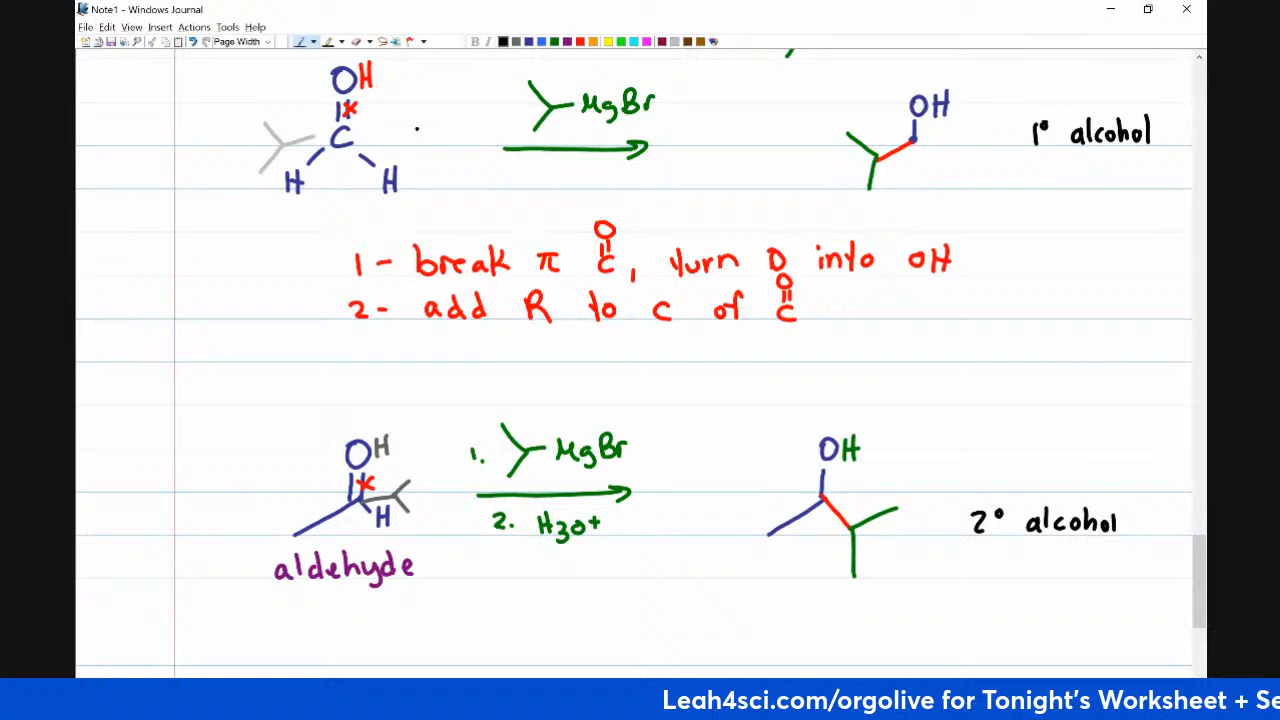 Note1 - Windows Journal
File Edit View Insert Actions Tools Help
Page Width B I
OH
C
H H
MgBr
OH
1° alcohol
1 - break π C=O, turn O into OH
2 - add R to C of C=O
OH
H
aldehyde
1. MgBr
2. H3O+
OH
2° alcohol
Leah4sci.com/orgolive for Tonight's Worksheet + Se